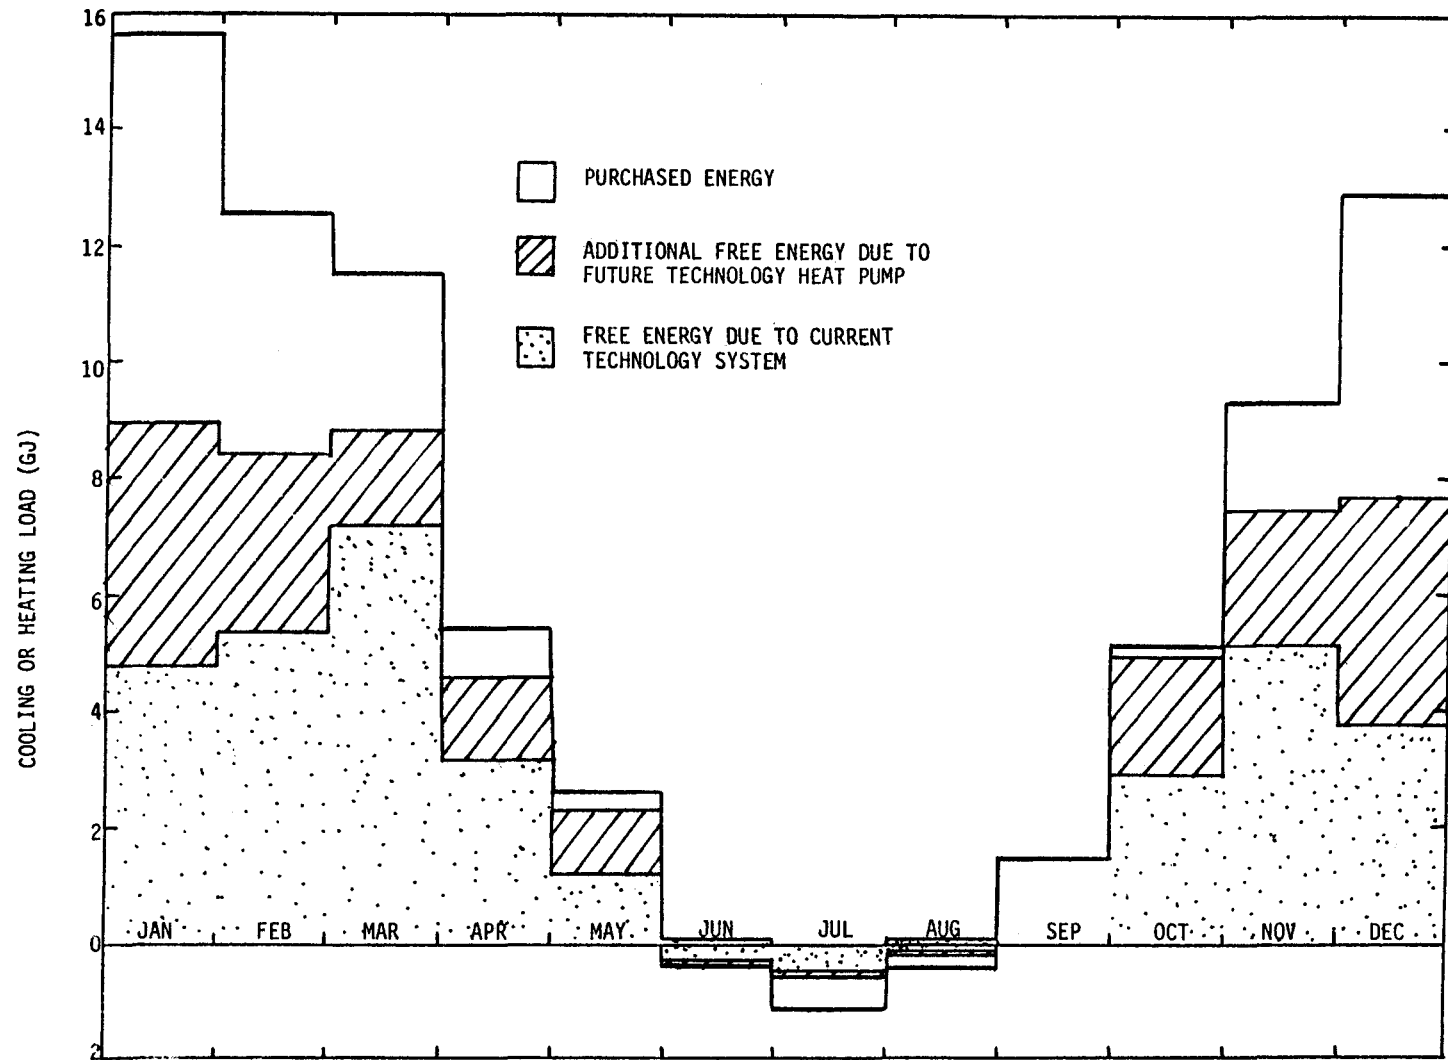 16
14
12
10
8
6
4
2
0
2
COOLING OR HEATING LOAD (GJ)
PURCHASED ENERGY
ADDITIONAL FREE ENERGY DUE TO
FUTURE TECHNOLOGY HEAT PUMP
FREE ENERGY DUE TO CURRENT
TECHNOLOGY SYSTEM
JAN FEB MAR APR MAY JUN JUL AUG SEP OCT NOV DEC